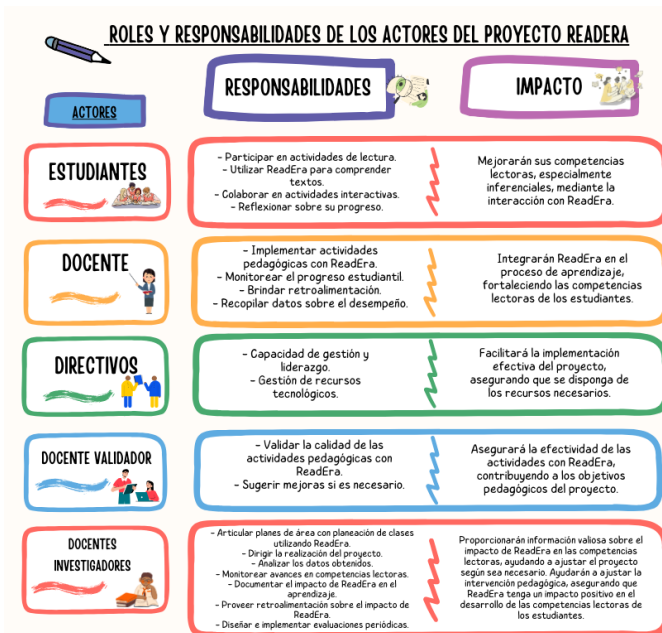 ROLES Y RESPONSABILIDADES DE LOS ACTORES DEL PROYECTO READERA
RESPONSABILIDADES
IMPACTO
ACTORES
ESTUDIANTES
- Participar en actividades de lectura.
- Utilizar ReadEra para comprender
textos.
- Colaborar en actividades interactivas.
- Reflexionar sobre su progreso.
Mejorarán sus competencias
lectoras, especialmente
inferenciales, mediante la
interacción con ReadEra.
DOCENTE
- Implementar actividades
pedagógicas con ReadEra.
- Monitorear el progreso estudiantil.
- Brindar retroalimentación.
- Recopilar datos sobre el desempeño.
Integrarán ReadEra en el
proceso de aprendizaje,
fortaleciendo las competencias
lectoras de los estudiantes.
DIRECTIVOS
- Capacidad de gestión y
liderazgo.
- Gestión de recursos
tecnológicos.
Facilitará la implementación
efectiva del proyecto,
asegurando que se disponga de
los recursos necesarios.
DOCENTE VALIDADOR
- Validar la calidad de las
actividades pedagógicas con
ReadEra.
- Sugerir mejoras si es necesario.
Asegurará la efectividad de las
actividades con ReadEra,
contribuyendo a los objetivos
pedagógicos del proyecto.
DOCENTES
INVESTIGADORES
- Articular planes de área con planeación de clases
utilizando ReadEra.
- Dirigir la realización del proyecto.
- Analizar los datos obtenidos.
- Monitorear avances en competencias lectoras.
- Documentar el impacto de ReadEra en el
aprendizaje.
- Proveer retroalimentación sobre el impacto de
ReadEra.
- Diseñar e implementar evaluaciones periódicas.
Proporcionarán información valiosa sobre el
impacto de ReadEra en las competencias
lectoras, ayudando a ajustar el proyecto
según sea necesario. Ayudarán a ajustar la
intervención pedagógica, asegurando que
ReadEra tenga un impacto positivo en el
desarrollo de las competencias lectoras de
los estudiantes.